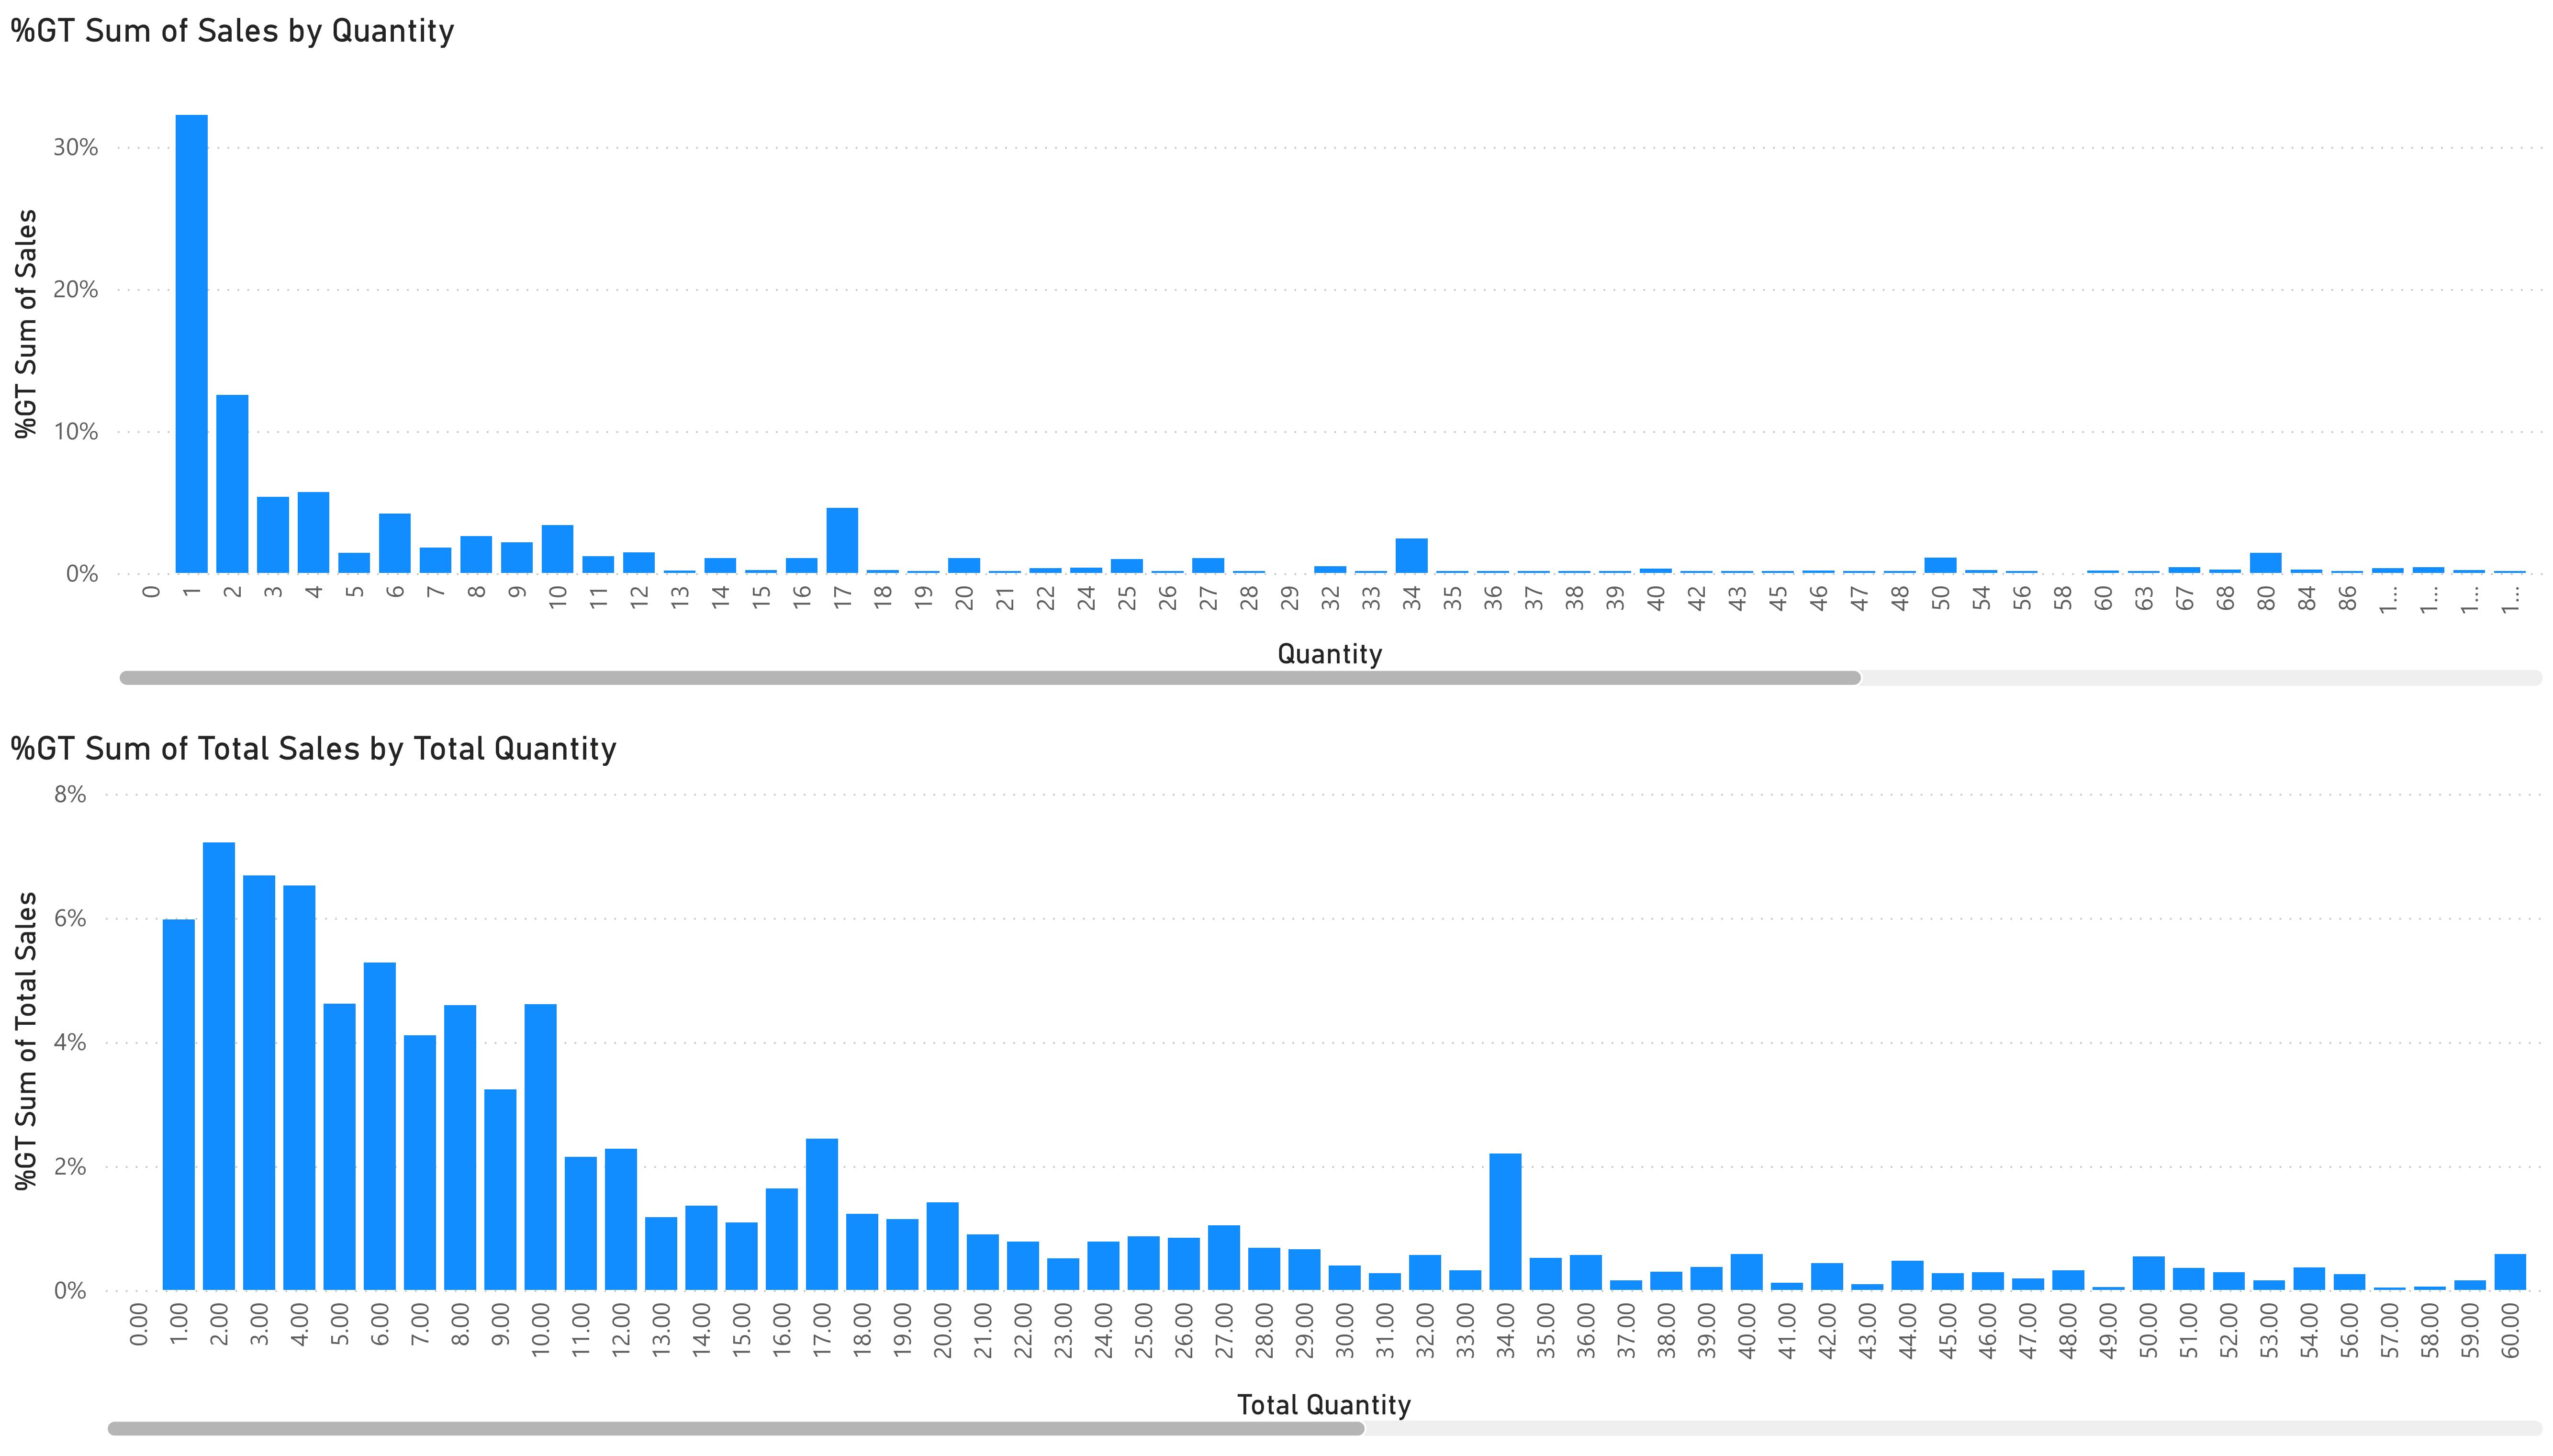 %GT Sum of Sales by Quantity
30%
20%
10%
0%
%GT Sum of Sales
0 1 2 3 4 5 6 7 8 9 10 11 12 13 14 15 16 17 18 19 20 21 22 24 25 26 27 28 29 32 33 34 35 36 37 38 39 40 42 43 45 46 47 48 50 54 56 58 60 63 67 68 80 84 86 1... 1... 1... 1...
Quantity
%GT Sum of Total Sales by Total Quantity
8%
6%
4%
2%
0%
%GT Sum of Total Sales
0.00 1.00 2.00 3.00 4.00 5.00 6.00 7.00 8.00 9.00 10.00 11.00 12.00 13.00 14.00 15.00 16.00 17.00 18.00 19.00 20.00 21.00 22.00 23.00 24.00 25.00 26.00 27.00 28.00 29.00 30.00 31.00 32.00 33.00 34.00 35.00 36.00 37.00 38.00 39.00 40.00 41.00 42.00 43.00 44.00 45.00 46.00 47.00 48.00 49.00 50.00 51.00 52.00 53.00 54.00 56.00 57.00 58.00 59.00 60.00
Total Quantity